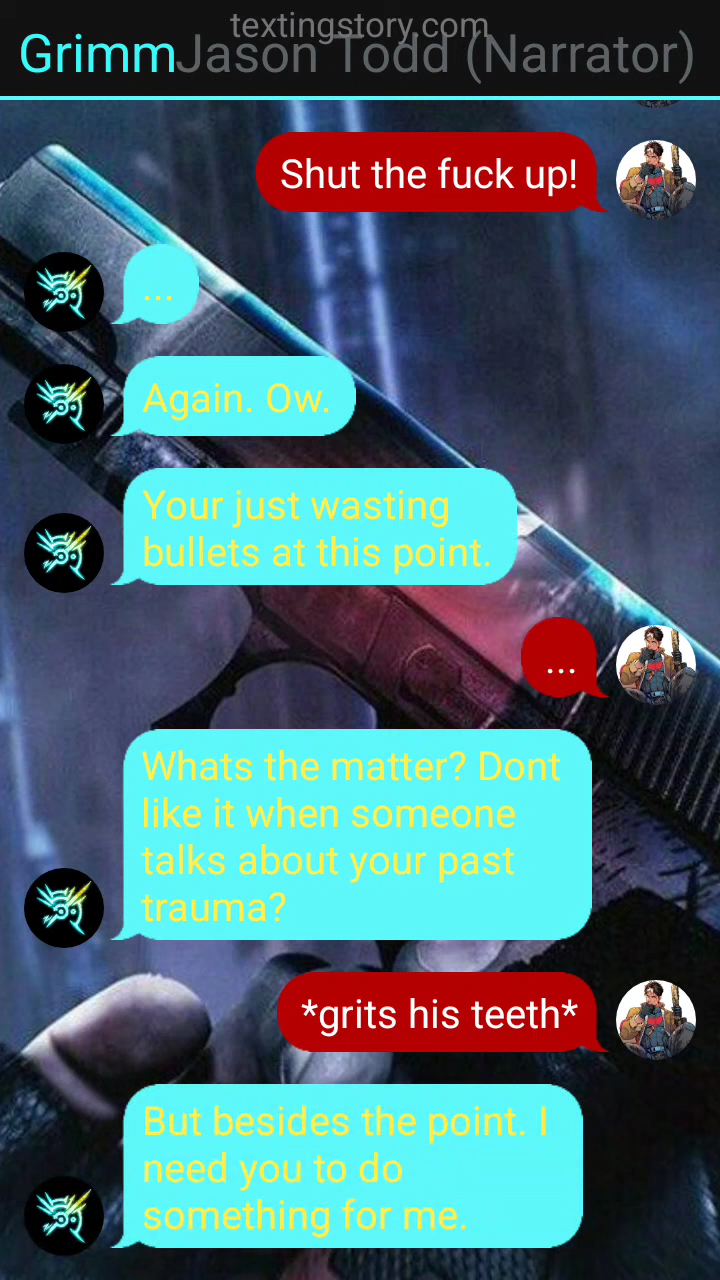 textingstory.com
Grimm Jason Todd (Narrator)
Shut the fuck up!
...
Again. Ow.
Your just wasting
bullets at this point.
...
Whats the matter? Dont
like it when someone
talks about your past
trauma?
*grits his teeth*
But besides the point. I
need you to do
something for me.